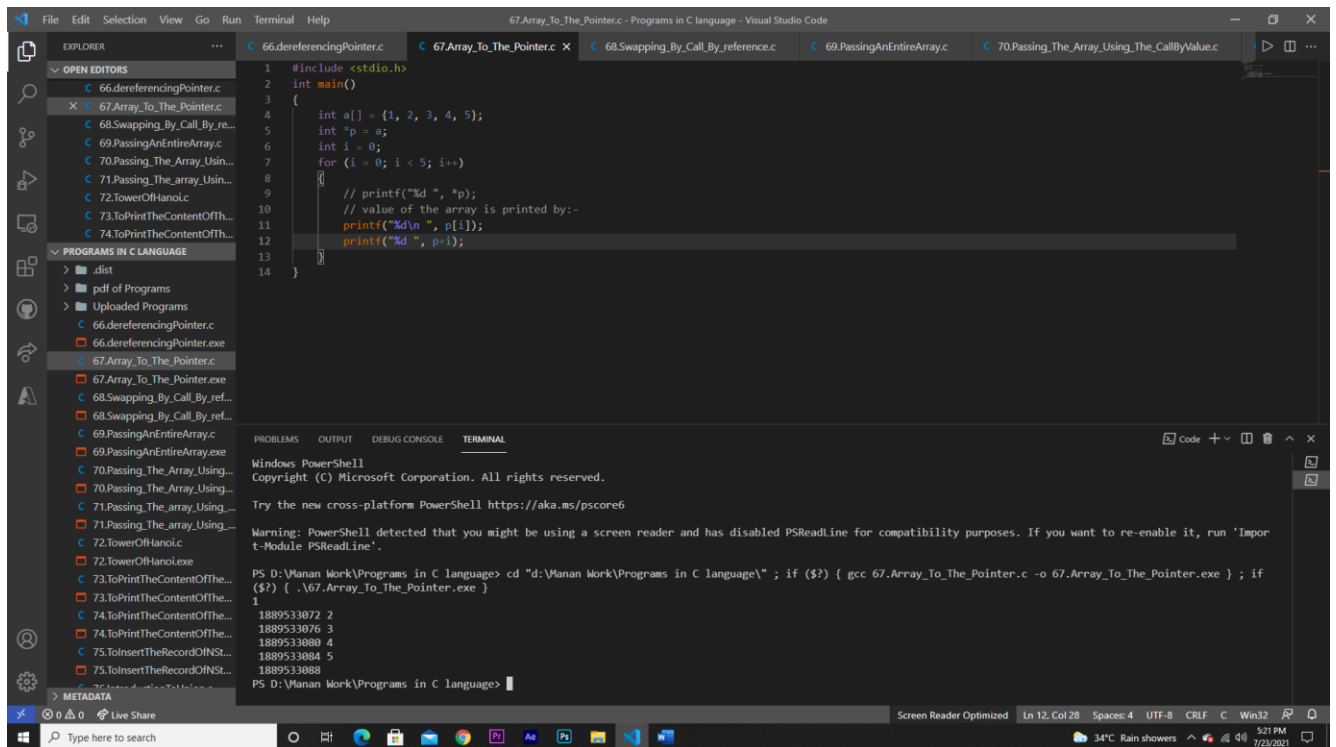 File Edit Selection View Go Run Terminal Help
67.Array_To_The_Pointer.c - Programs in C language - Visual Studio Code
EXPLORER
66.dereferencingPointer.c
67.Array_To_The_Pointer.c
68.Swapping_By_Call_By_reference.c
69.PassingAnEntireArray.c
70.Passing_The_Array_Using_The_CallByValue.c
OPEN EDITORS
66.dereferencingPointer.c
67.Array_To_The_Pointer.c
68.Swapping_By_Call_By_re...
69.PassingAnEntireArray.c
70.Passing_The_Array_Usin...
71.Passing_The_array_Usin...
72.TowerOfHanoi.c
73.ToPrintTheContentOfTh...
74.ToPrintTheContentOfTh...
PROGRAMS IN C LANGUAGE
.dist
pdf of Programs
Uploaded Programs
66.dereferencingPointer.c
66.dereferencingPointer.exe
67.Array_To_The_Pointer.c
67.Array_To_The_Pointer.exe
68.Swapping_By_Call_By_ref...
68.Swapping_By_Call_By_ref...
69.PassingAnEntireArray.c
69.PassingAnEntireArray.exe
70.Passing_The_Array_Using...
70.Passing_The_Array_Using...
71.Passing_The_array_Using_...
71.Passing_The_array_Using_...
72.TowerOfHanoi.c
72.TowerOfHanoi.exe
73.ToPrintTheContentOfThe...
73.ToPrintTheContentOfThe...
74.ToPrintTheContentOfThe...
74.ToPrintTheContentOfThe...
75.ToInsertTheRecordOfNSt...
75.ToInsertTheRecordOfNSt...
METADATA
1 #include <stdio.h>
2 int main()
3 {
4     int a[] = {1, 2, 3, 4, 5};
5     int *p = a;
6     int i = 0;
7     for (i = 0; i < 5; i++)
8     {
9         // printf("%d ", *p);
10         // value of the array is printed by:-
11         printf("%d\n ", p[i]);
12         printf("%d ", p+i);
13     }
14 }
PROBLEMS OUTPUT DEBUG CONSOLE TERMINAL
Code
Windows PowerShell
Copyright (C) Microsoft Corporation. All rights reserved.
Try the new cross-platform PowerShell https://aka.ms/pscore6
Warning: PowerShell detected that you might be using a screen reader and has disabled PSReadLine for compatibility purposes. If you want to re-enable it, run 'Impor
t-Module PSReadLine'.
PS D:\Manan Work\Programs in C language> cd "d:\Manan Work\Programs in C language\" ; if ($?) { gcc 67.Array_To_The_Pointer.c -o 67.Array_To_The_Pointer.exe } ; if
($?) { .\67.Array_To_The_Pointer.exe }
1
 1889533072 2
 1889533076 3
 1889533080 4
 1889533084 5
 1889533088
PS D:\Manan Work\Programs in C language>
0 0 Live Share
Screen Reader Optimized Ln 12, Col 28 Spaces: 4 UTF-8 CRLF C Win32
Type here to search
34°C Rain showers
5:21 PM
7/23/2021